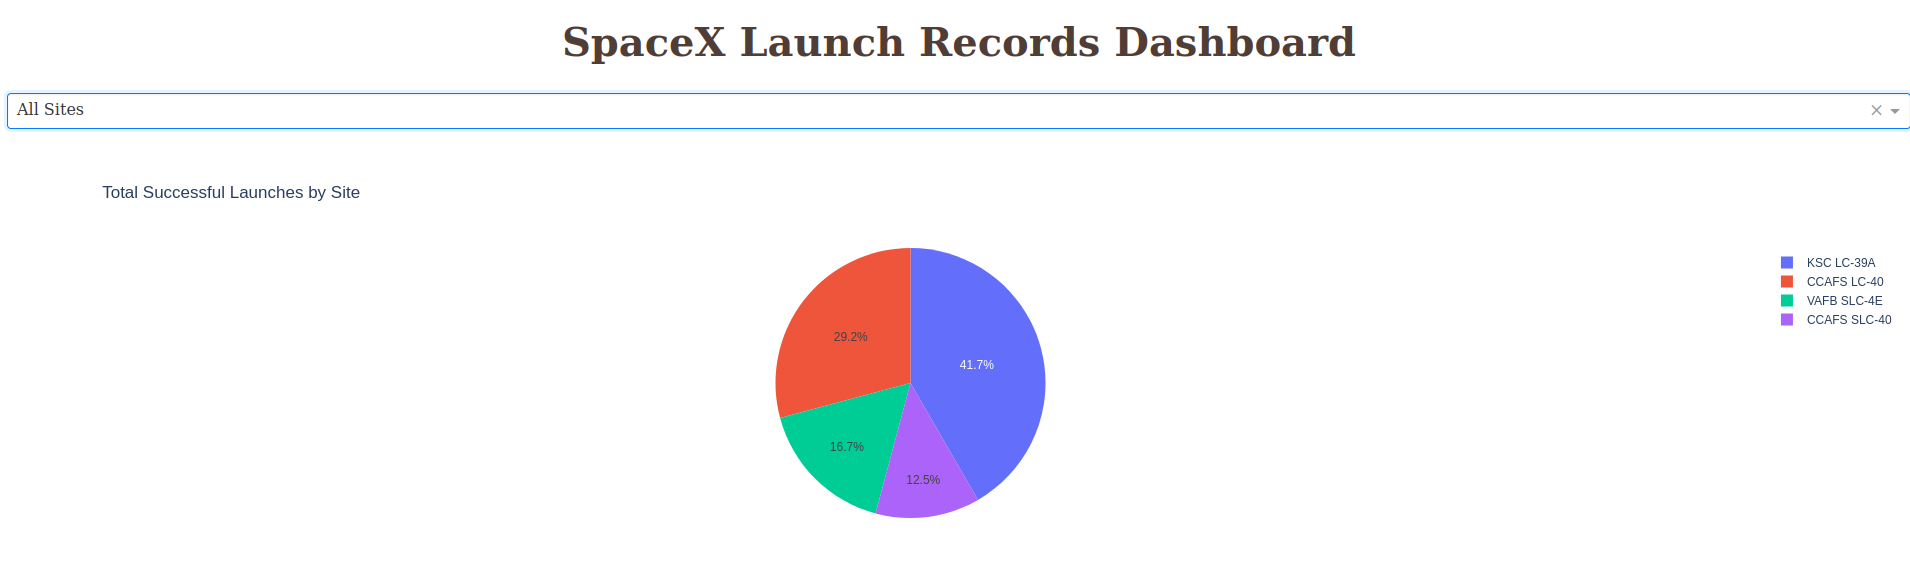 SpaceX Launch Records Dashboard
All Sites
Total Successful Launches by Site
KSC LC-39A
CCAFS LC-40
VAFB SLC-4E
CCAFS SLC-40
29.2%
41.7%
16.7%
12.5%